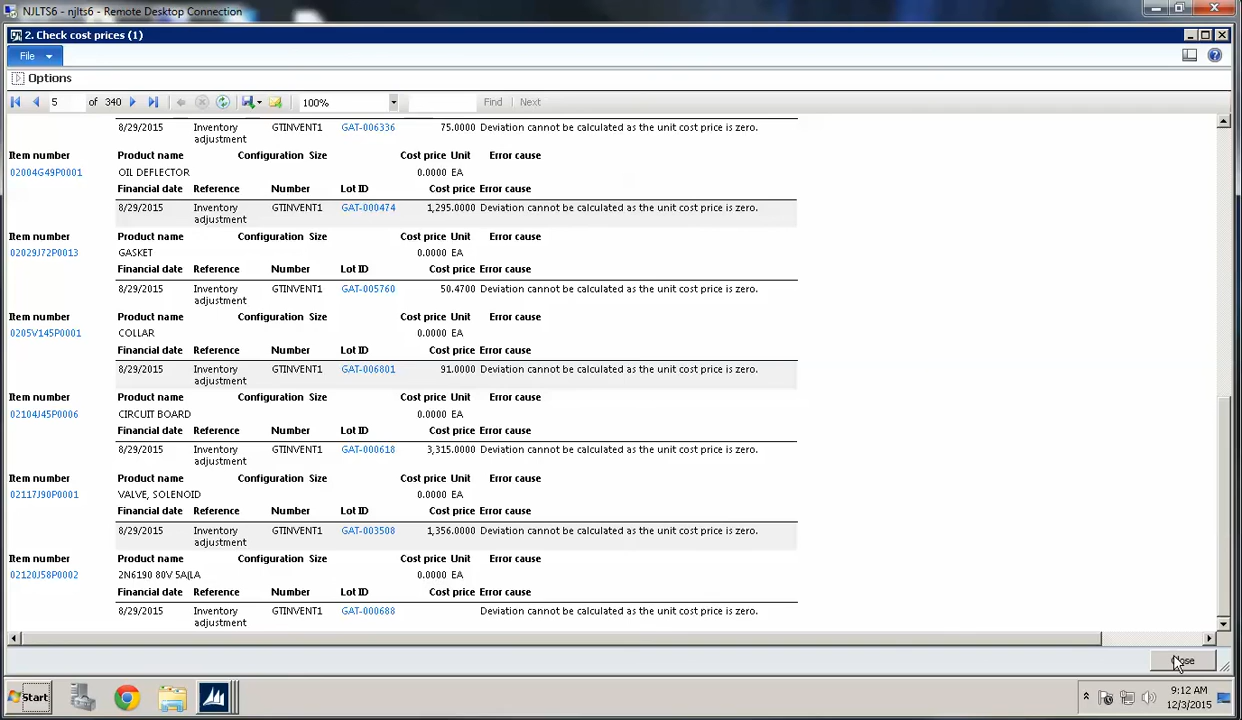 NJLTS6 - njlts6 - Remote Desktop Connection
2. Check cost prices (1)
File
Options
5 of 340 100% Find Next
8/29/2015 Inventory adjustment GTINVENT1 GAT-006336 75.0000 Deviation cannot be calculated as the unit cost price is zero.
Item number Product name Configuration Size Cost price Unit Error cause
02004G49P0001 OIL DEFLECTOR 0.0000 EA
Financial date Reference Number Lot ID Cost price Error cause
8/29/2015 Inventory adjustment GTINVENT1 GAT-000474 1,295.0000 Deviation cannot be calculated as the unit cost price is zero.
Item number Product name Configuration Size Cost price Unit Error cause
02029J72P0013 GASKET 0.0000 EA
Financial date Reference Number Lot ID Cost price Error cause
8/29/2015 Inventory adjustment GTINVENT1 GAT-005760 50.4700 Deviation cannot be calculated as the unit cost price is zero.
Item number Product name Configuration Size Cost price Unit Error cause
0205V145P0001 COLLAR 0.0000 EA
Financial date Reference Number Lot ID Cost price Error cause
8/29/2015 Inventory adjustment GTINVENT1 GAT-006801 91.0000 Deviation cannot be calculated as the unit cost price is zero.
Item number Product name Configuration Size Cost price Unit Error cause
02104J45P0006 CIRCUIT BOARD 0.0000 EA
Financial date Reference Number Lot ID Cost price Error cause
8/29/2015 Inventory adjustment GTINVENT1 GAT-000618 3,315.0000 Deviation cannot be calculated as the unit cost price is zero.
Item number Product name Configuration Size Cost price Unit Error cause
02117J90P0001 VALVE, SOLENOID 0.0000 EA
Financial date Reference Number Lot ID Cost price Error cause
8/29/2015 Inventory adjustment GTINVENT1 GAT-003508 1,356.0000 Deviation cannot be calculated as the unit cost price is zero.
Item number Product name Configuration Size Cost price Unit Error cause
02120J58P0002 2N6190 80V 5A(LA 0.0000 EA
Financial date Reference Number Lot ID Cost price Error cause
8/29/2015 Inventory adjustment GTINVENT1 GAT-000688 Deviation cannot be calculated as the unit cost price is zero.
Close
Start
9:12 AM
12/3/2015